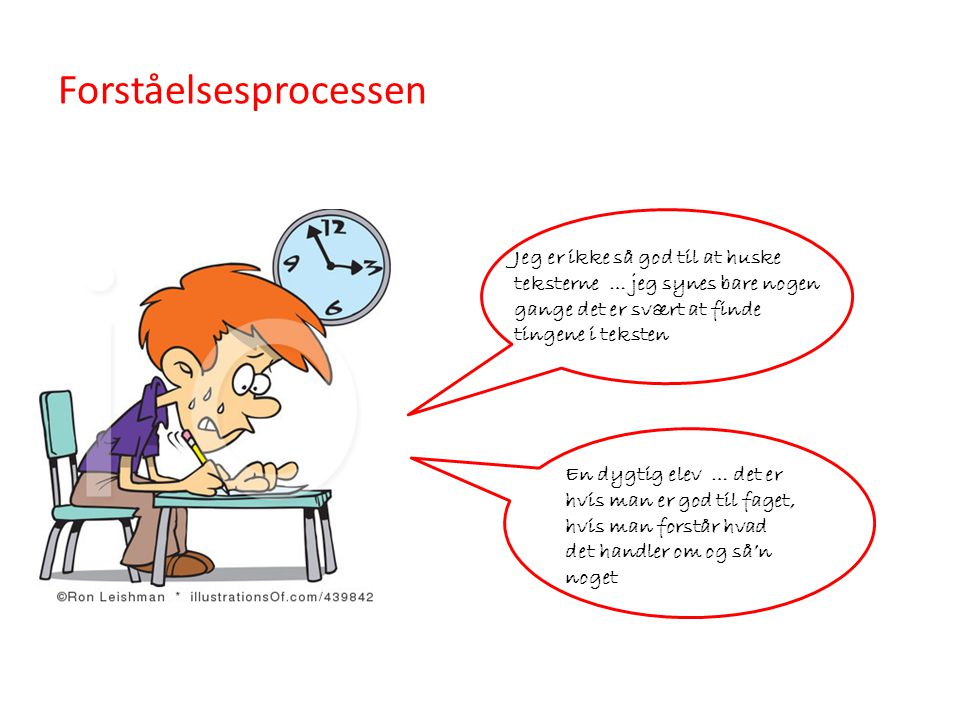 Forståelsesprocessen
12
9
3
6
Jeg er ikke så god til at huske
teksterne … jeg synes bare nogen
gange det er svært at finde
tingene i teksten
En dygtig elev … det er
hvis man er god til faget,
hvis man forstår hvad
det handler om og så'n
noget
©Ron Leishman * illustrationsOf.com/439842